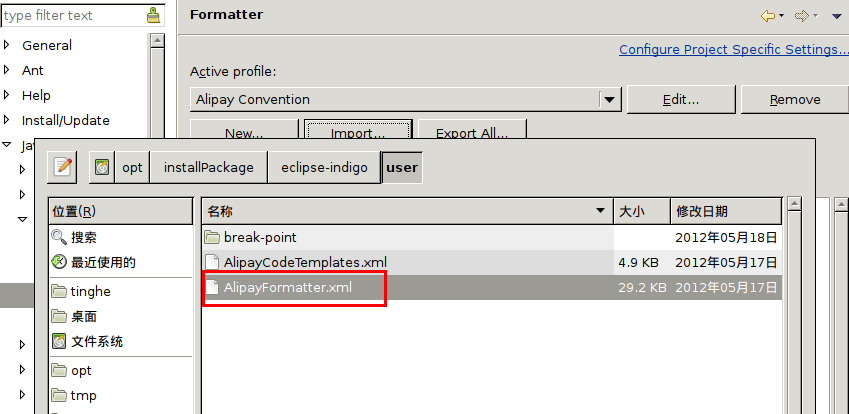 type filter text
Formatter
General
Ant
Help
Install/Update
Configure Project Specific Settings...
Active profile:
Alipay Convention
Edit...
Remove
New...
Import...
Export All...
opt
installPackage
eclipse-indigo
user
位置(R)
搜索
最近使用的
tinghe
桌面
文件系统
opt
tmp
名称
大小
修改日期
break-point
2012年05月18日
AlipayCodeTemplates.xml
4.9 KB
2012年05月17日
AlipayFormatter.xml
29.2 KB
2012年05月17日